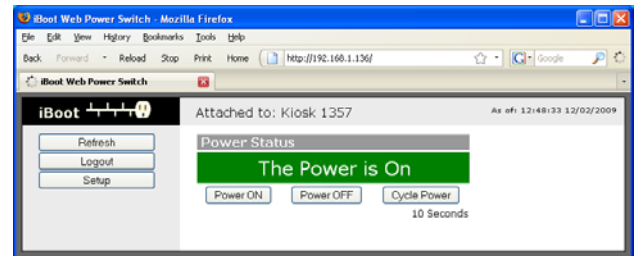 iBoot Web Power Switch - Mozilla Firefox
File Edit View History Bookmarks Tools Help
Back Forward Reload Stop Print Home http://192.168.1.136/ Google
iBoot Web Power Switch
iBoot Attached to: Kiosk 1357 As of: 12:48:33 12/02/2009
Refresh
Logout
Setup
Power Status
The Power is On
Power ON Power OFF Cycle Power
10 Seconds